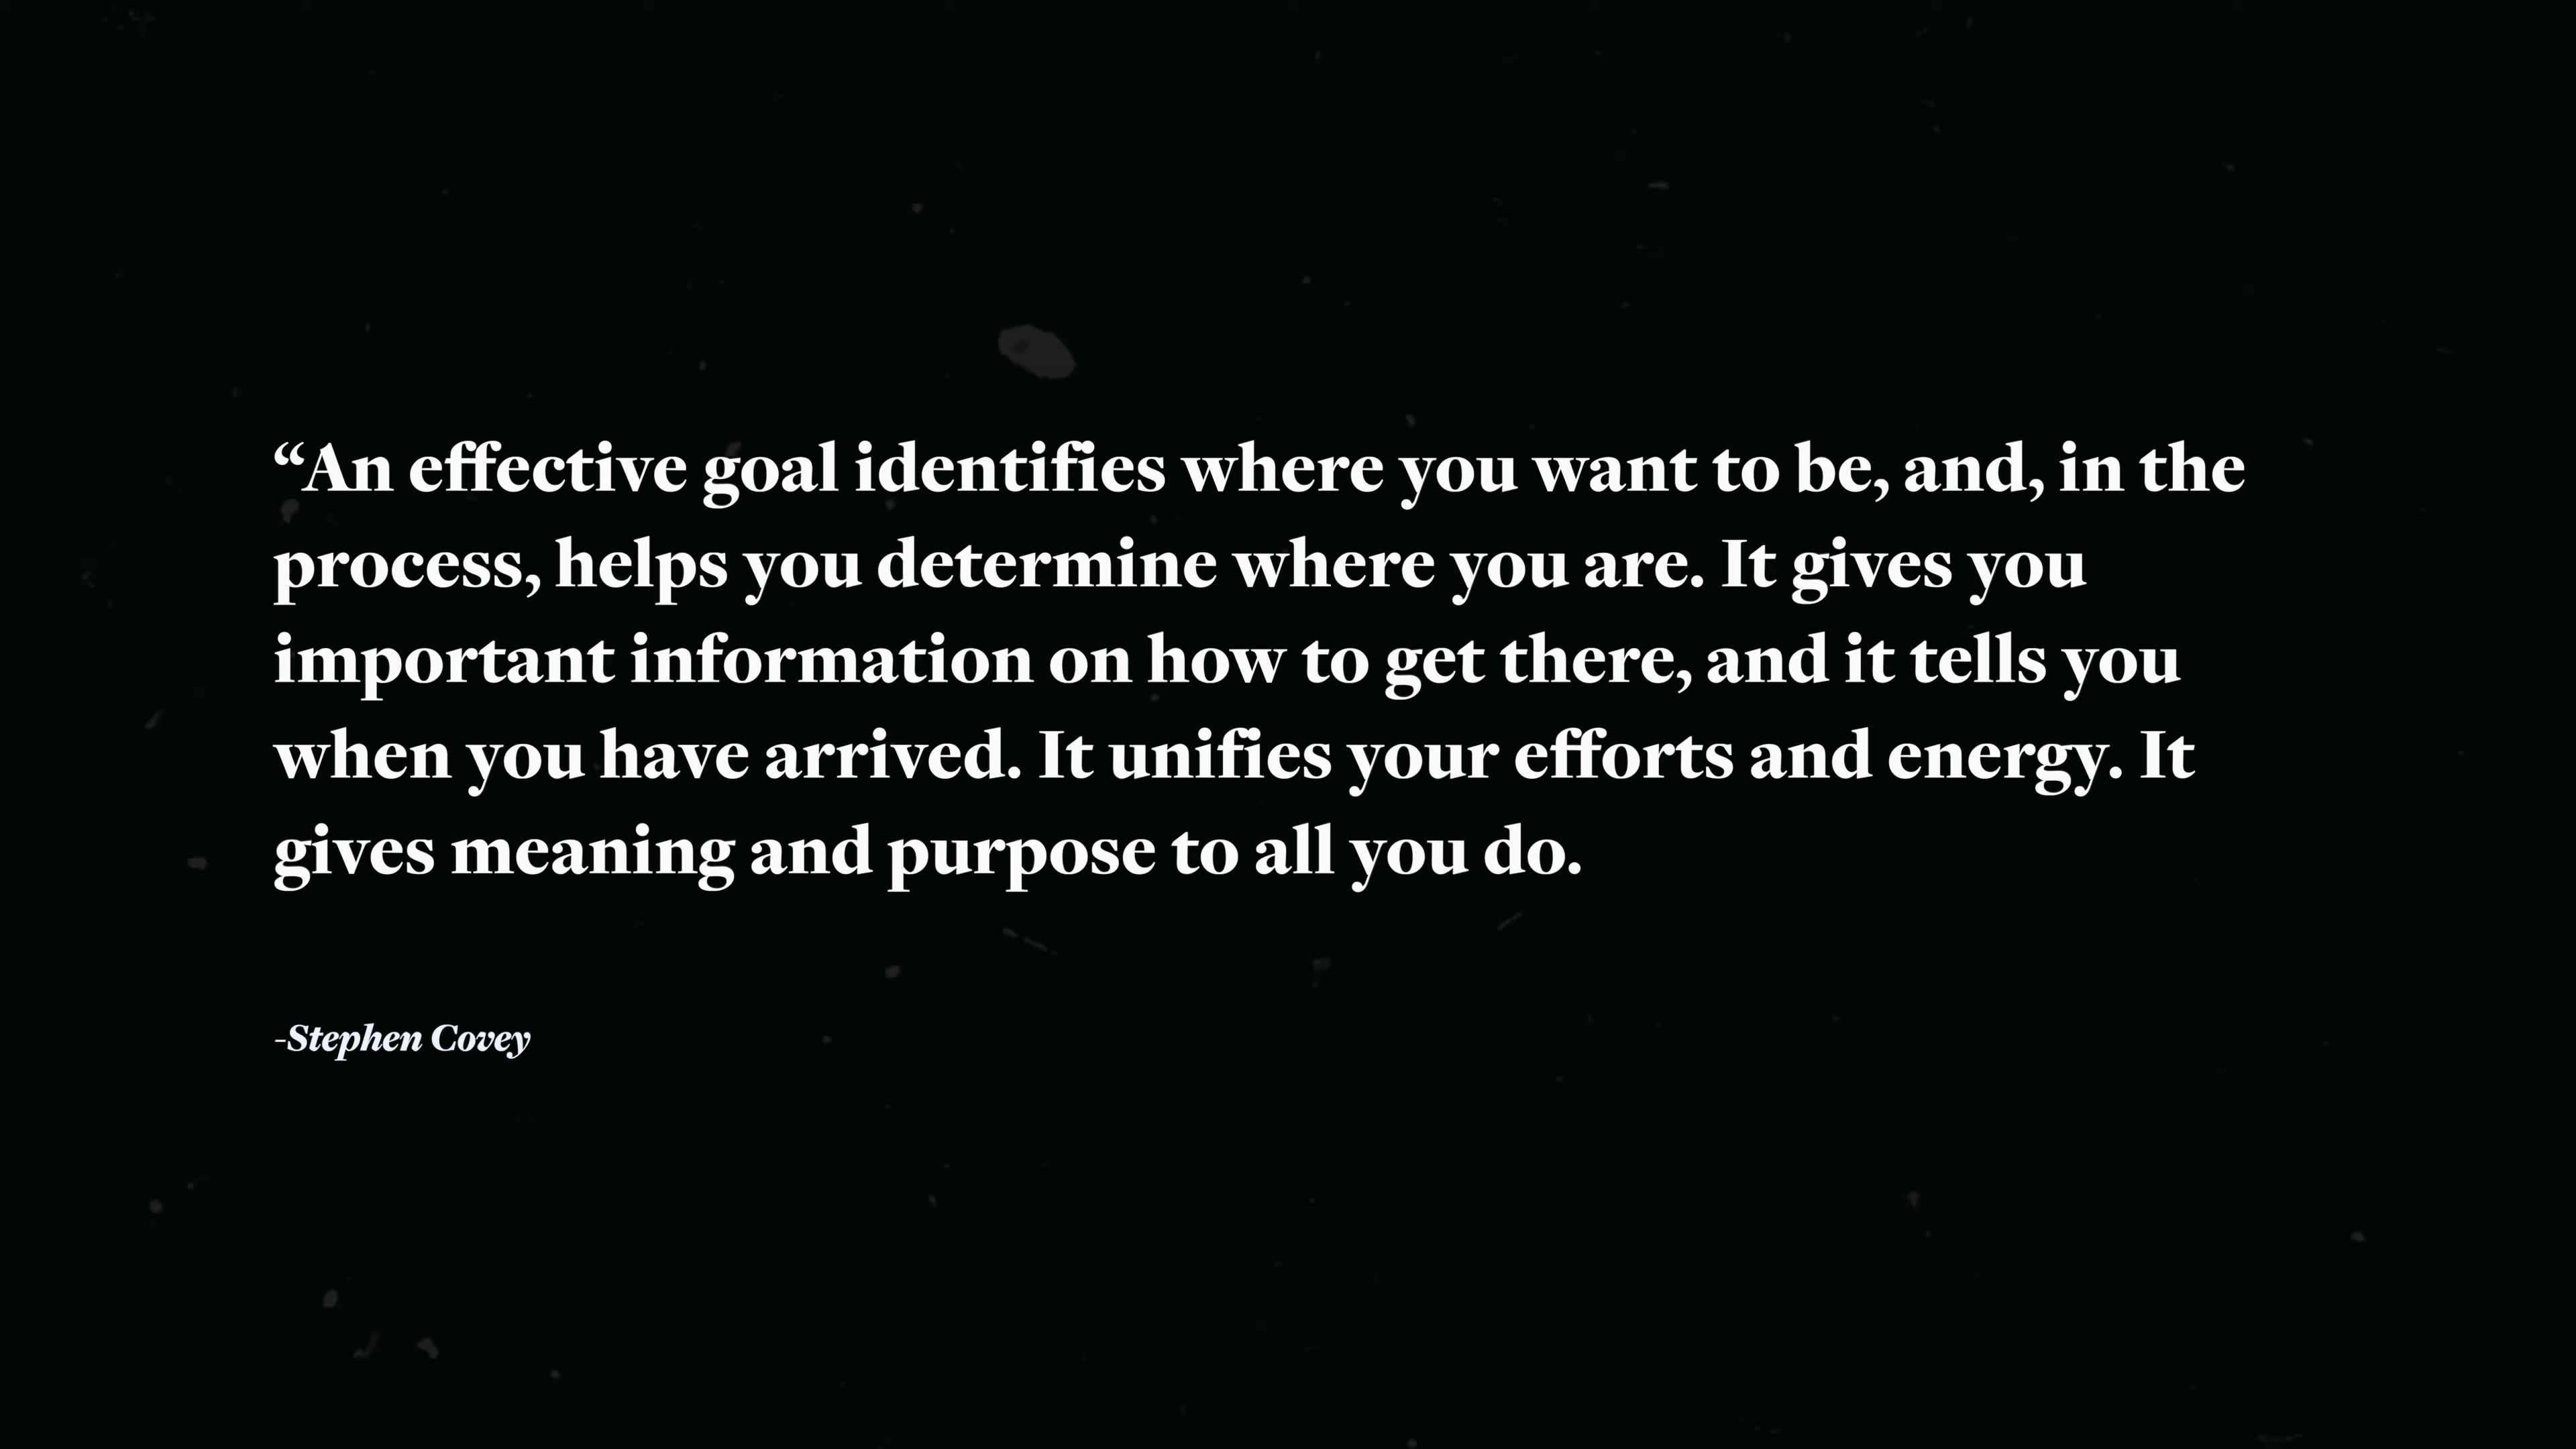 “An effective goal identifies where you want to be, and, in the
process, helps you determine where you are. It gives you
important information on how to get there, and it tells you
when you have arrived. It unifies your efforts and energy. It
gives meaning and purpose to all you do.
-Stephen Covey